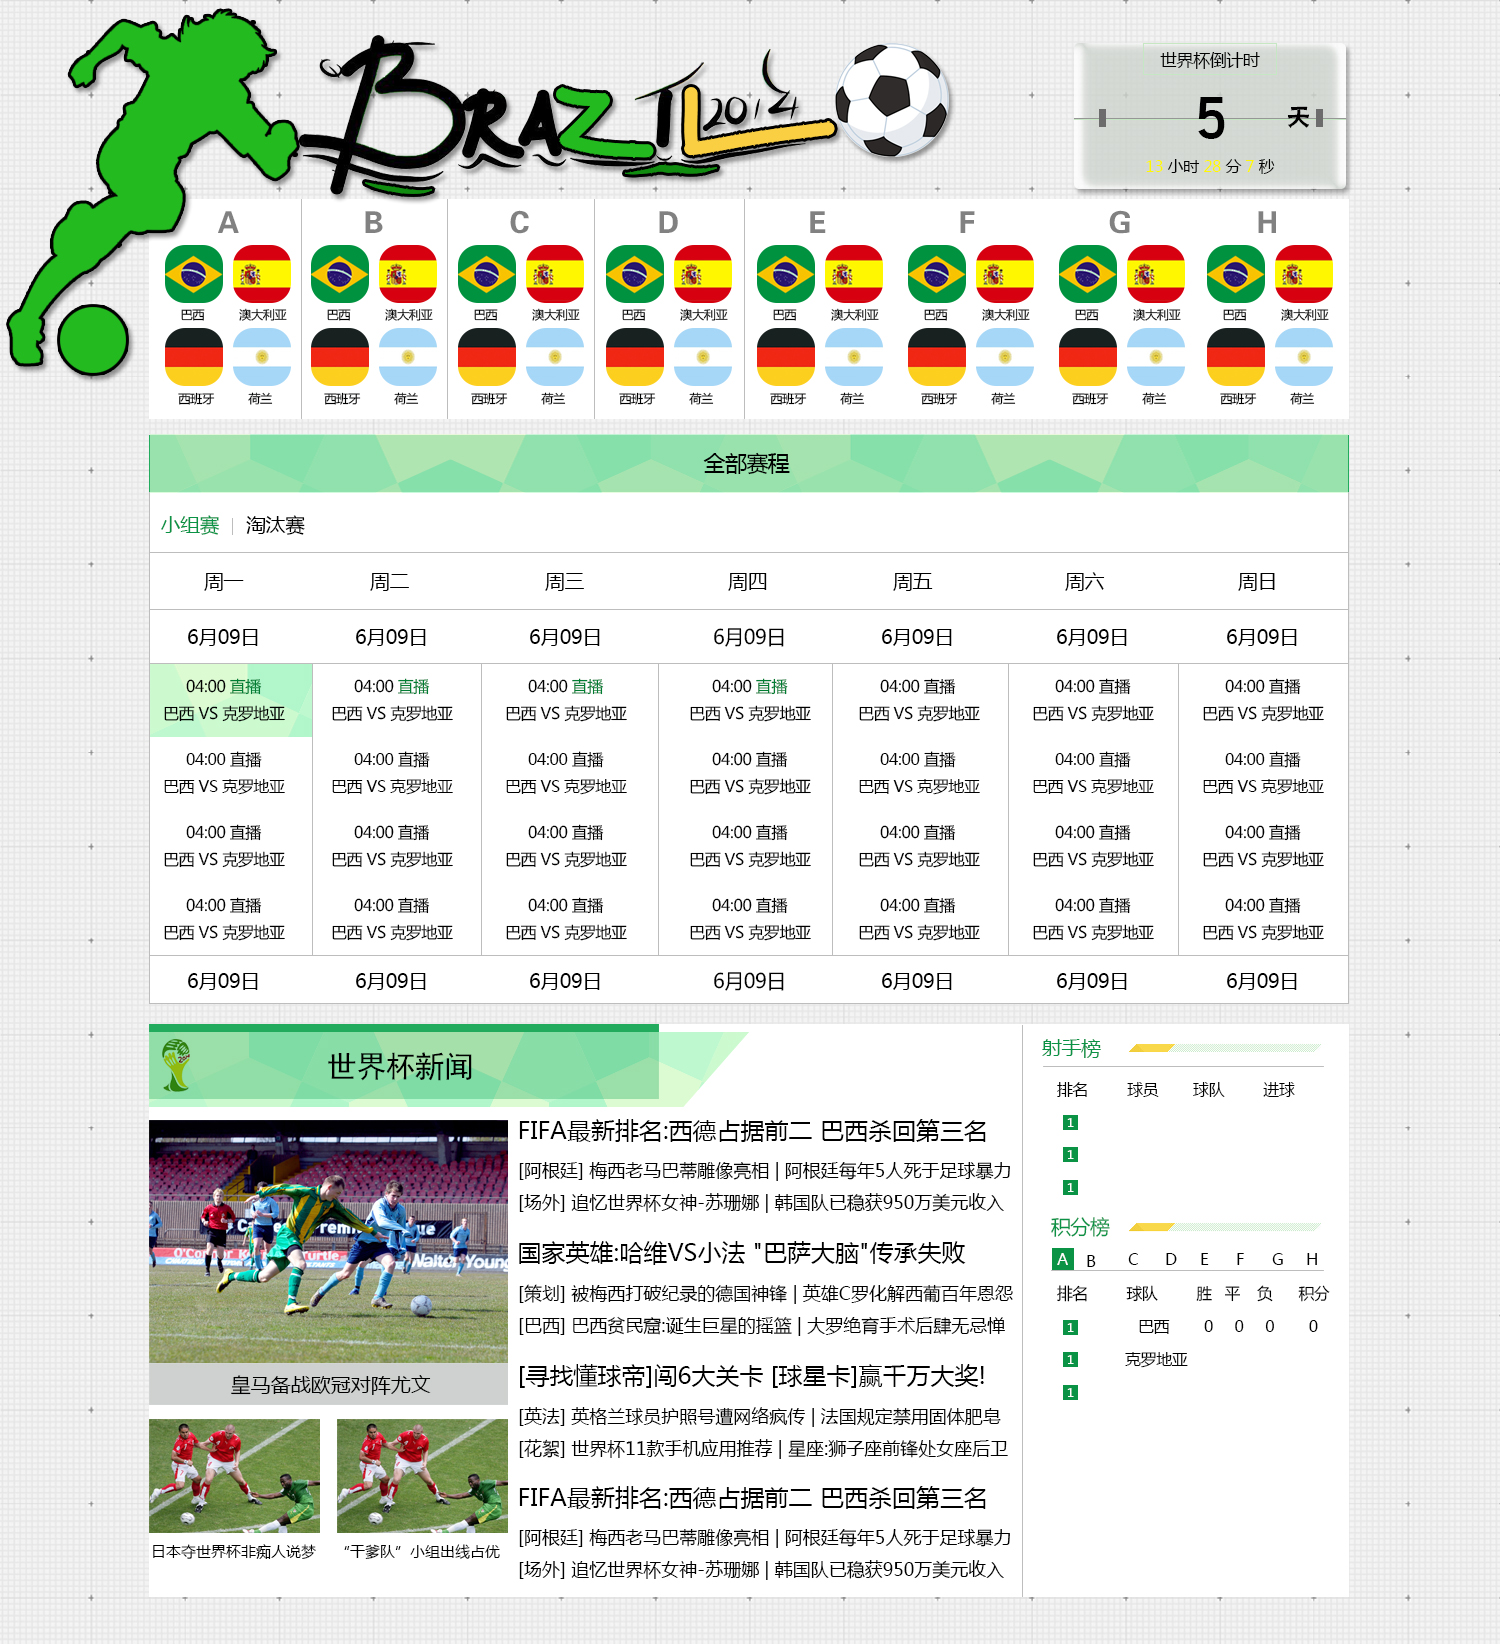 BRAZIL 2014
世界杯倒计时
5 天
13 小时 28 分 7 秒
A B C D E F G H
巴西 澳大利亚 巴西 澳大利亚 巴西 澳大利亚 巴西 澳大利亚 巴西 澳大利亚 巴西 澳大利亚 巴西 澳大利亚 巴西 澳大利亚
西班牙 荷兰 西班牙 荷兰 西班牙 荷兰 西班牙 荷兰 西班牙 荷兰 西班牙 荷兰 西班牙 荷兰 西班牙 荷兰
全部赛程
小组赛 | 淘汰赛
周一 周二 周三 周四 周五 周六 周日
6月09日 6月09日 6月09日 6月09日 6月09日 6月09日 6月09日
04:00 直播 04:00 直播 04:00 直播 04:00 直播 04:00 直播 04:00 直播 04:00 直播
巴西 VS 克罗地亚 巴西 VS 克罗地亚 巴西 VS 克罗地亚 巴西 VS 克罗地亚 巴西 VS 克罗地亚 巴西 VS 克罗地亚 巴西 VS 克罗地亚
04:00 直播 04:00 直播 04:00 直播 04:00 直播 04:00 直播 04:00 直播 04:00 直播
巴西 VS 克罗地亚 巴西 VS 克罗地亚 巴西 VS 克罗地亚 巴西 VS 克罗地亚 巴西 VS 克罗地亚 巴西 VS 克罗地亚 巴西 VS 克罗地亚
04:00 直播 04:00 直播 04:00 直播 04:00 直播 04:00 直播 04:00 直播 04:00 直播
巴西 VS 克罗地亚 巴西 VS 克罗地亚 巴西 VS 克罗地亚 巴西 VS 克罗地亚 巴西 VS 克罗地亚 巴西 VS 克罗地亚 巴西 VS 克罗地亚
04:00 直播 04:00 直播 04:00 直播 04:00 直播 04:00 直播 04:00 直播 04:00 直播
巴西 VS 克罗地亚 巴西 VS 克罗地亚 巴西 VS 克罗地亚 巴西 VS 克罗地亚 巴西 VS 克罗地亚 巴西 VS 克罗地亚 巴西 VS 克罗地亚
6月09日 6月09日 6月09日 6月09日 6月09日 6月09日 6月09日
世界杯新闻
皇马备战欧冠对阵尤文
日本夺世界杯非痴人说梦
“干爹队”小组出线占优
FIFA最新排名:西德占据前二 巴西杀回第三名
[阿根廷] 梅西老马巴蒂雕像亮相 | 阿根廷每年5人死于足球暴力
[场外] 追忆世界杯女神-苏珊娜 | 韩国队已稳获950万美元收入
国家英雄:哈维VS小法 "巴萨大脑"传承失败
[策划] 被梅西打破纪录的德国神锋 | 英雄C罗化解西葡百年恩怨
[巴西] 巴西贫民窟:诞生巨星的摇篮 | 大罗绝育手术后肆无忌惮
[寻找懂球帝]闯6大关卡 [球星卡]赢千万大奖!
[英法] 英格兰球员护照号遭网络疯传 | 法国规定禁用固体肥皂
[花絮] 世界杯11款手机应用推荐 | 星座:狮子座前锋处女座后卫
FIFA最新排名:西德占据前二 巴西杀回第三名
[阿根廷] 梅西老马巴蒂雕像亮相 | 阿根廷每年5人死于足球暴力
[场外] 追忆世界杯女神-苏珊娜 | 韩国队已稳获950万美元收入
射手榜
排名 球员 球队 进球
1
1
1
积分榜
A B C D E F G H
排名 球队 胜 平 负 积分
1 巴西 0 0 0 0
1 克罗地亚
1